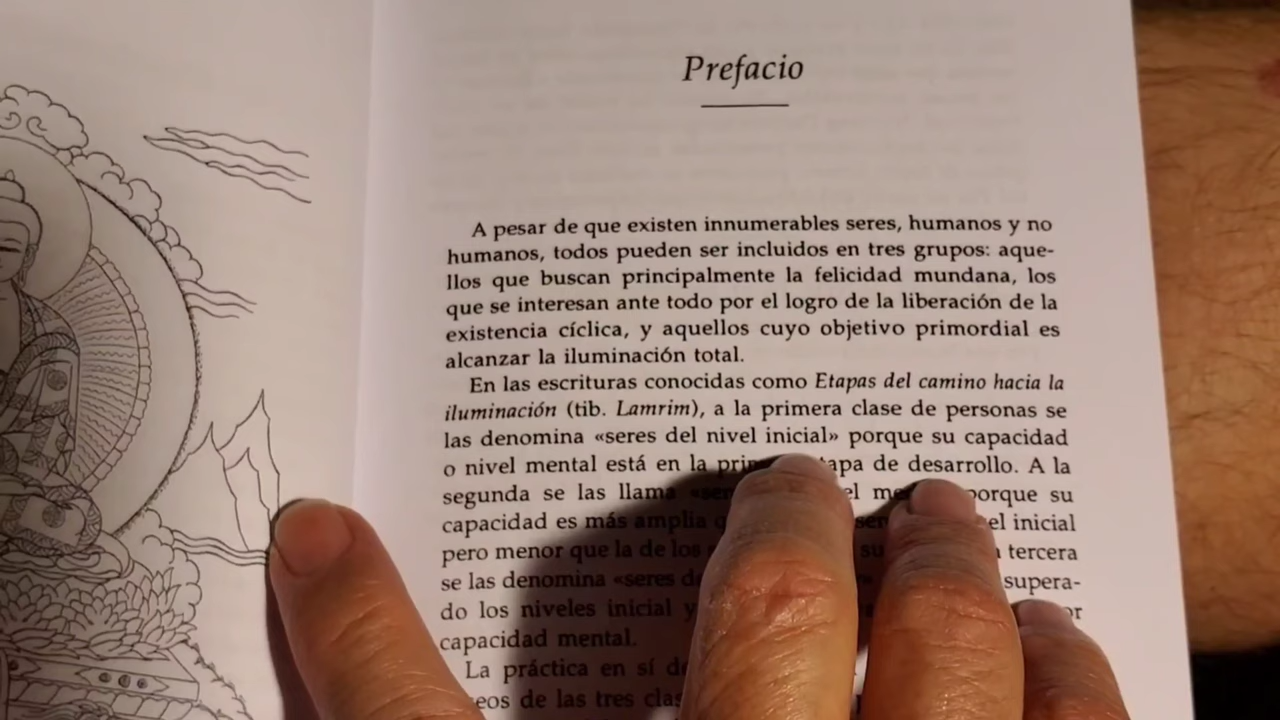 Prefacio
A pesar de que existen innumerables seres, humanos y no
humanos, todos pueden ser incluidos en tres grupos: aque-
llos que buscan principalmente la felicidad mundana, los
que se interesan ante todo por el logro de la liberación de la
existencia cíclica, y aquellos cuyo objetivo primordial es
alcanzar la iluminación total.
En las escrituras conocidas como Etapas del camino hacia la
iluminación (tib. Lamrim), a la primera clase de personas se
las denomina «seres del nivel inicial» porque su capacidad
o nivel mental está en la de desarrollo. A la
segunda se las llama porque su
capacidad es más amplia inicial
pero menor que la de los tercera
se las denomina «seres supera-
do los niveles inicial y
capacidad mental.
La práctica en sí
de las tres